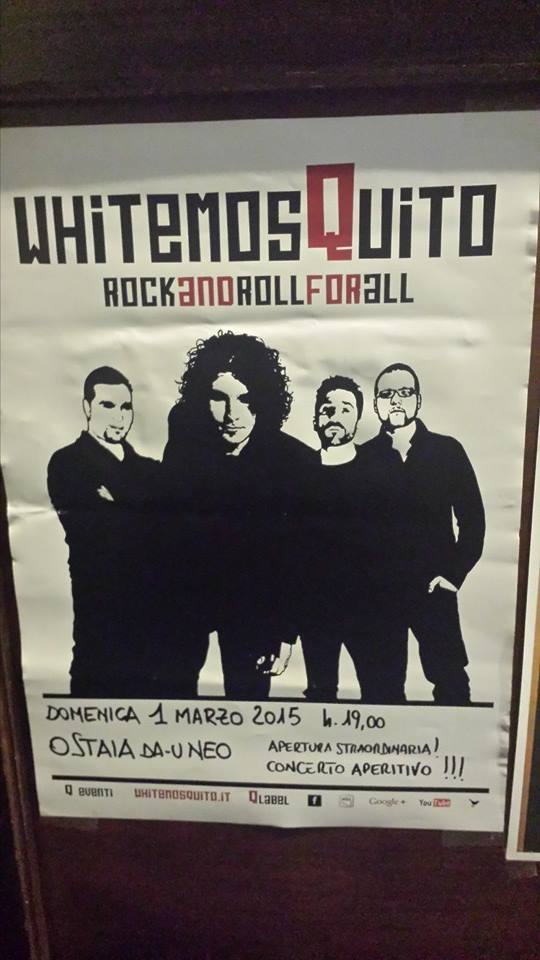 WHiTEMOSQUiTO
ROCKANDROLLFORALL
DOMENICA 1 MARZO 2015 h. 19,00
OSTAIA DA-U NEO
APERTURA STRAORDINARIA!
CONCERTO APERITIVO !!!
Q EVENTI WHITEMOSQUITO.IT QLABEL f Google+ YouTube